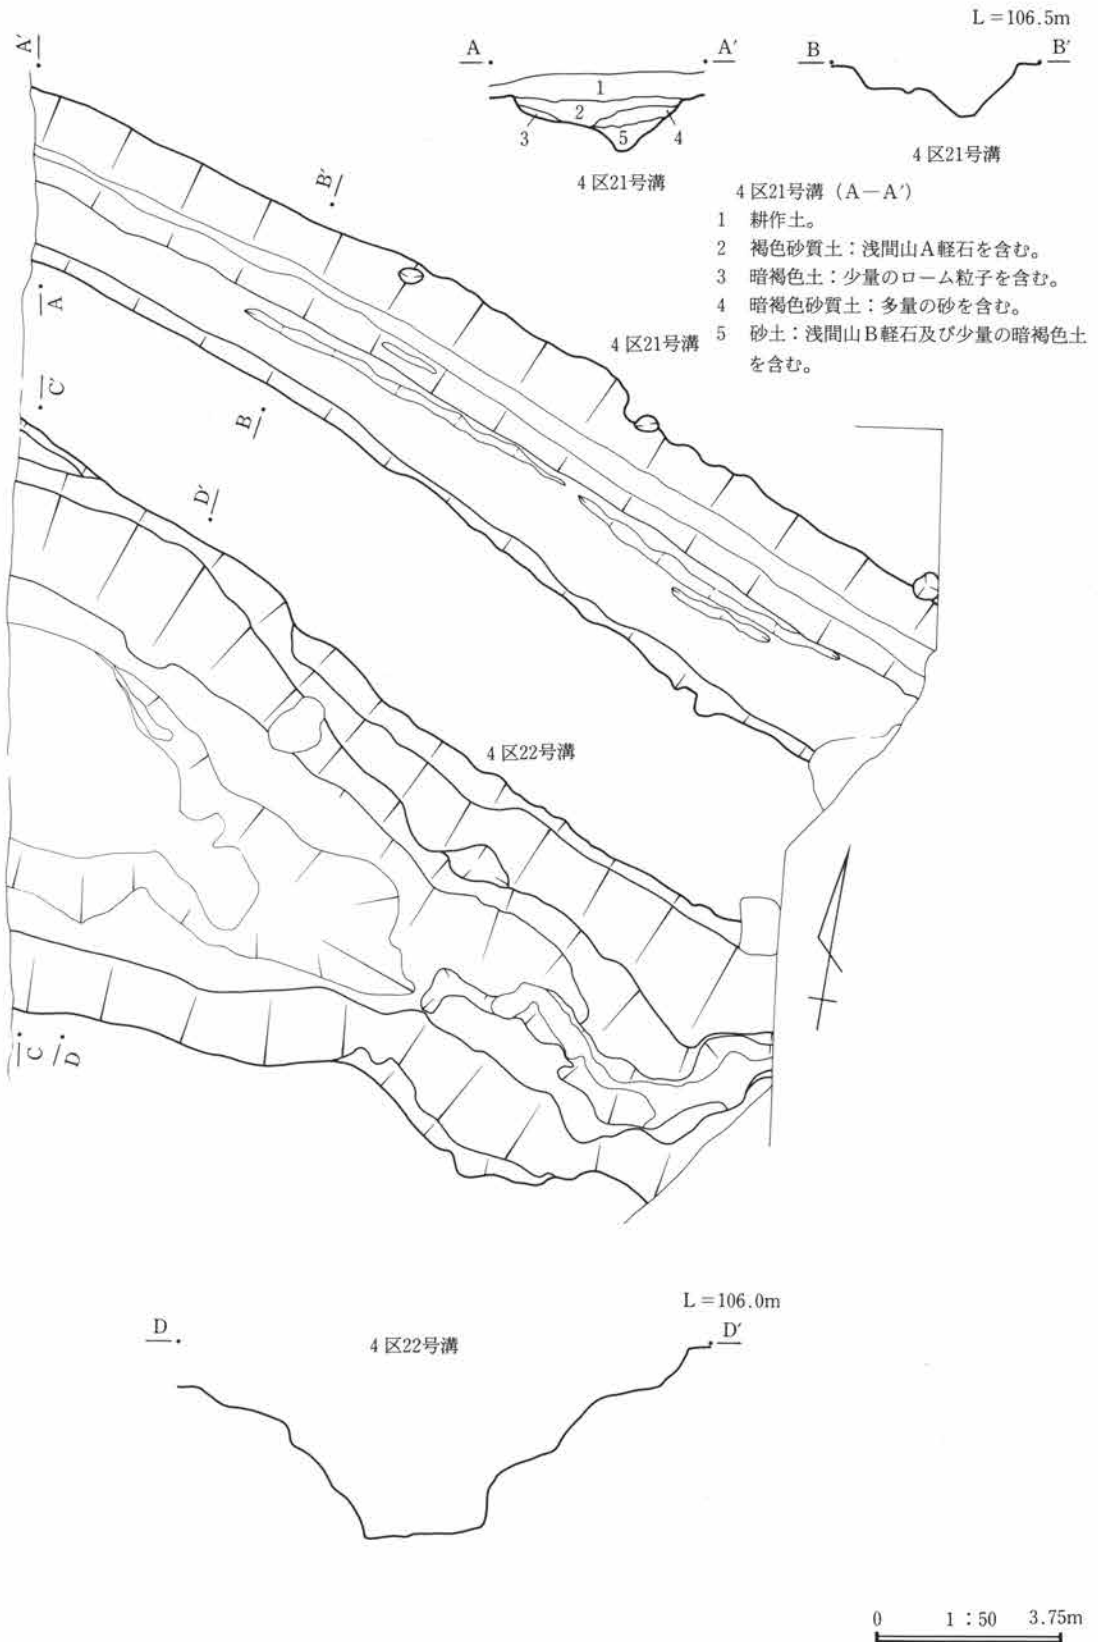 L=106.5m
A A′ B B′
1
2
3 5 4
4区21号溝
4区21号溝
4区21号溝（A－A′）
1 耕作土。
2 褐色砂質土：浅間山A軽石を含む。
3 暗褐色土：少量のローム粒子を含む。
4 暗褐色砂質土：多量の砂を含む。
5 砂土：浅間山B軽石及び少量の暗褐色土
を含む。
A′
B′
A
4区21号溝
C′
B
D′
4区22号溝
C D
L=106.0m
D D′
4区22号溝
0 1：50 3.75m